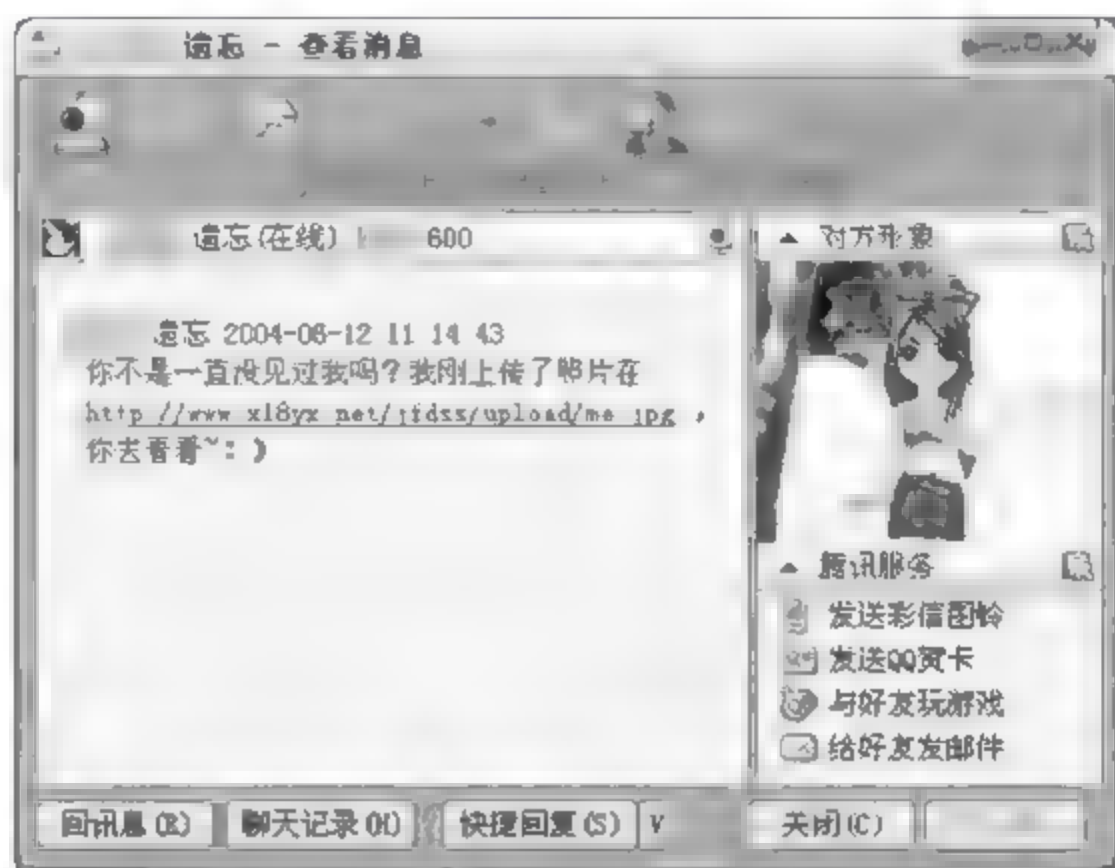 遗忘 - 查看消息
遗忘(在线) 600
对方形象
遗忘 2004-06-12 11 14 43
你不是一直没见过我吗？我刚上传了照片在
http //www x18yx net/jfdss/upload/me jpg ，
你去看看~：)
腾讯服务
发送彩信图铃
发送QQ贺卡
与好友玩游戏
给好友发邮件
回讯息(R) 聊天记录(H) 快捷回复(S) 关闭(C)